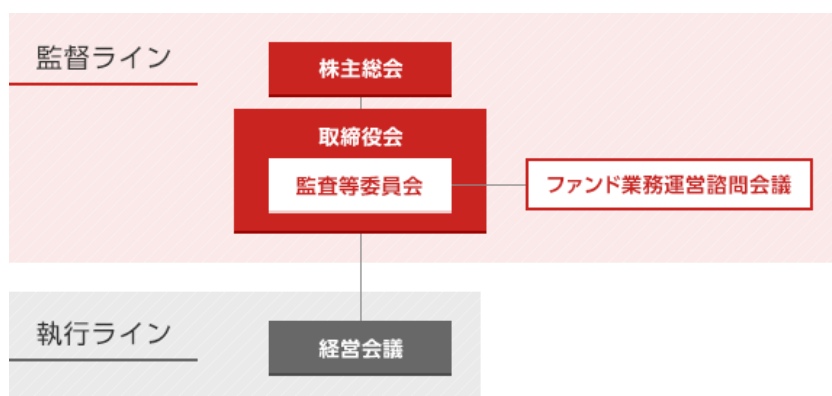 監督ライン
株主総会
取締役会
監査等委員会
ファンド業務運営諮問会議
執行ライン
経営会議